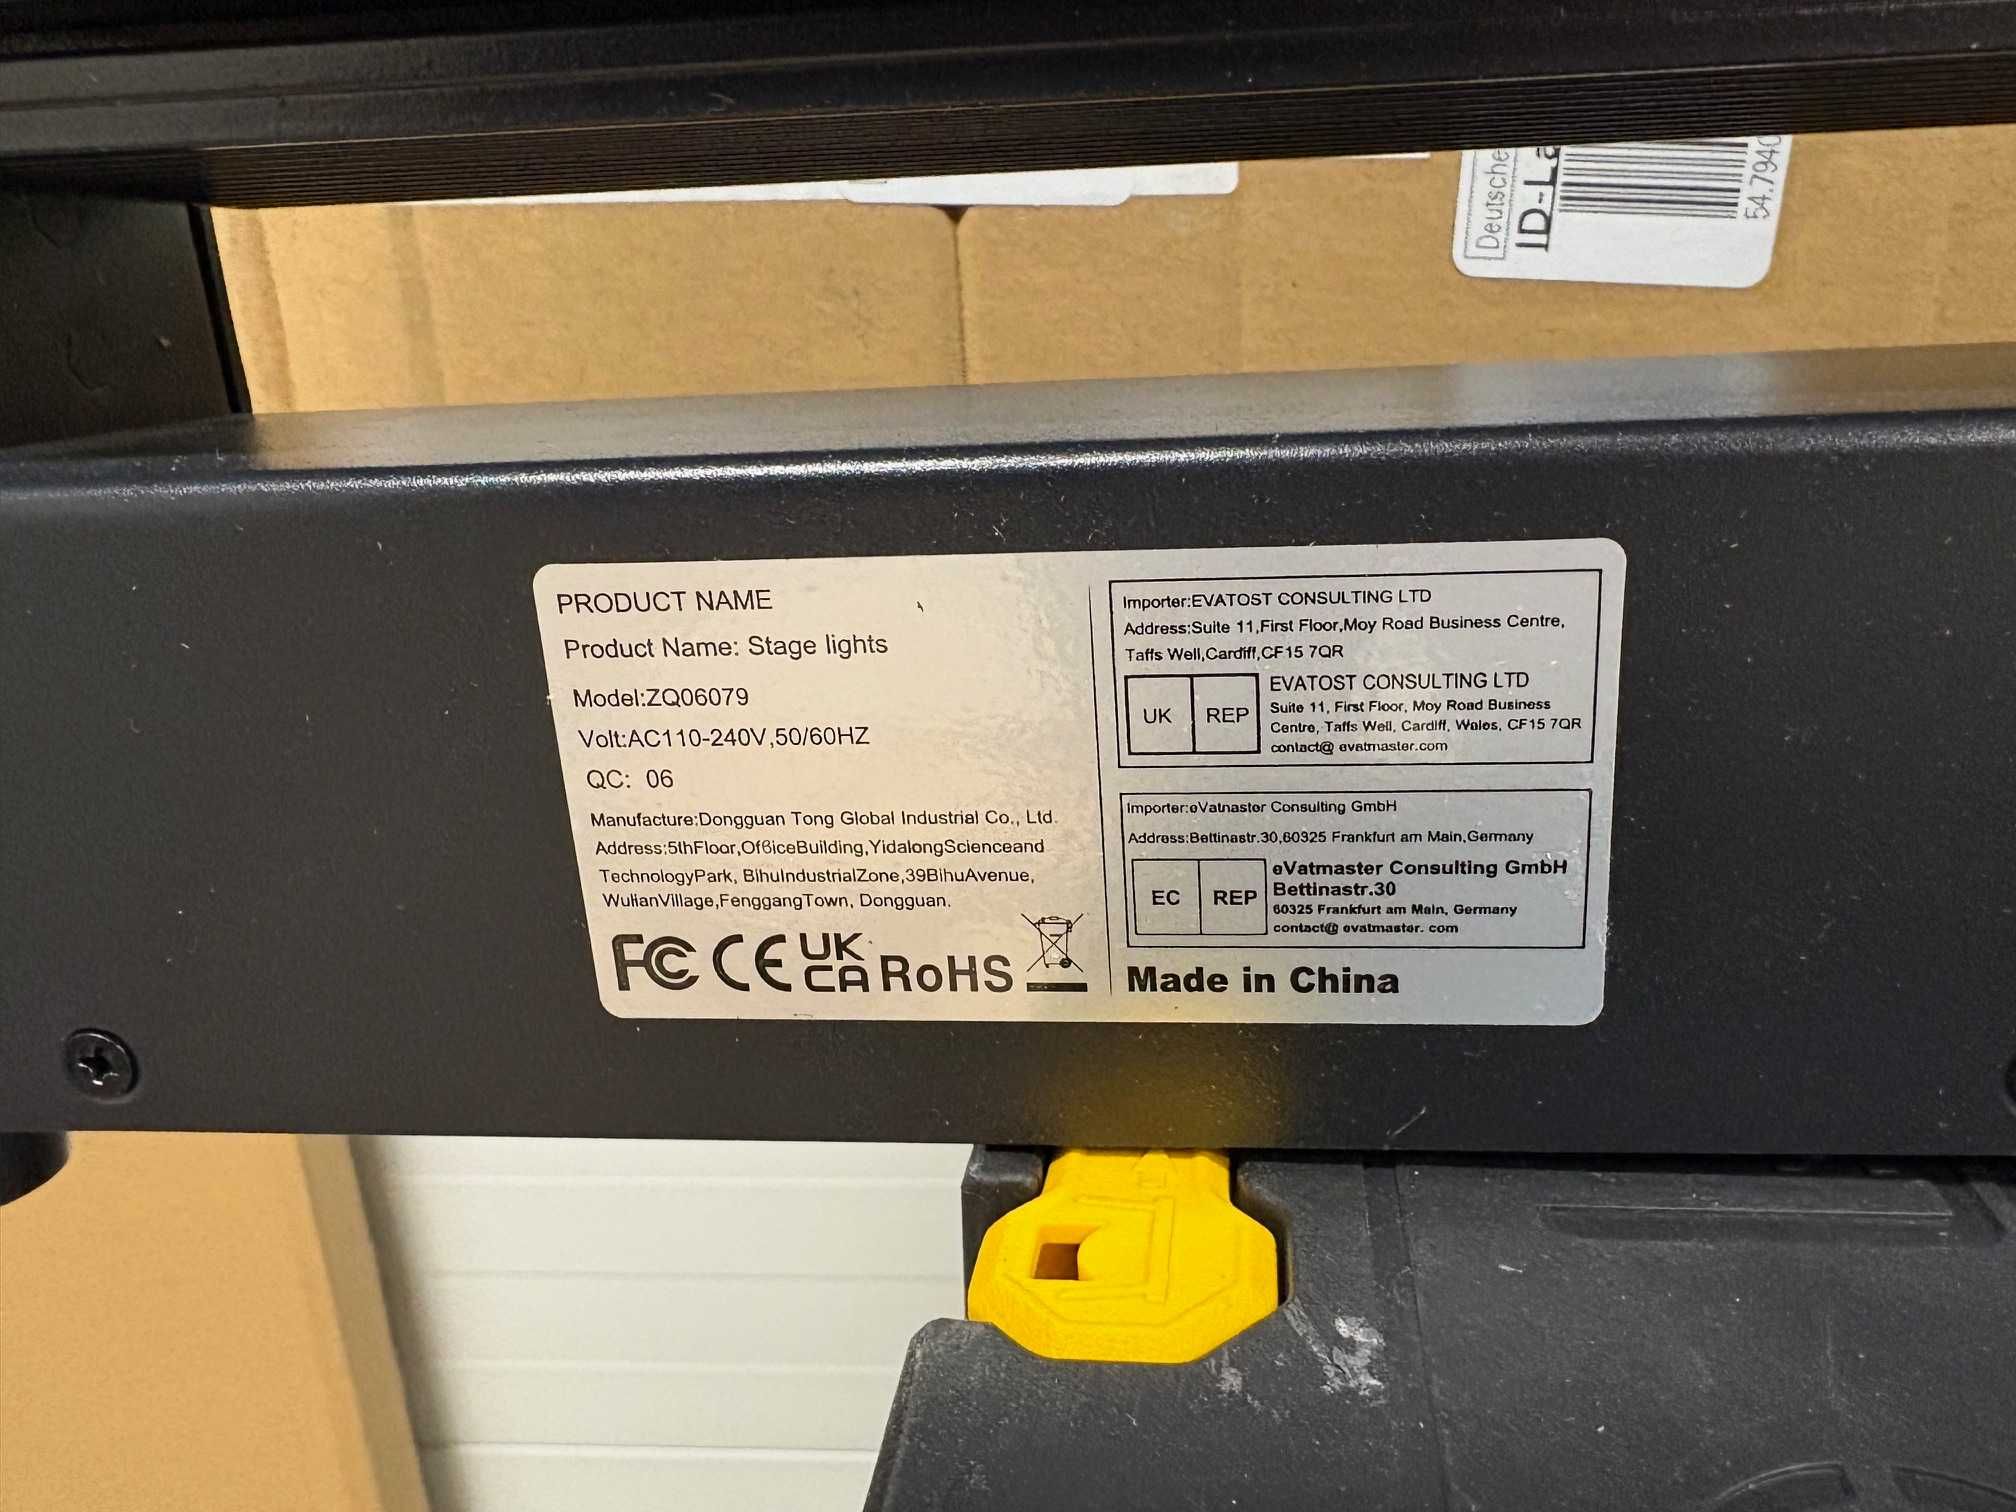 Deutsche
ID-La
54.794
PRODUCT NAME
Product Name: Stage lights
Model:ZQ06079
Volt:AC110-240V,50/60HZ
QC: 06
Manufacture:Dongguan Tong Global Industrial Co., Ltd.
Address:5thFloor,OfficeBuilding,YidalongScienceand
TechnologyPark, BihuIndustrialZone,39BihuAvenue,
WulianVillage,FenggangTown, Dongguan.
FC CE UK CA RoHS
Importer:EVATOST CONSULTING LTD
Address:Suite 11,First Floor,Moy Road Business Centre,
Taffs Well,Cardiff,CF15 7QR
UK REP
EVATOST CONSULTING LTD
Suite 11, First Floor, Moy Road Business
Centre, Taffs Well, Cardiff, Wales, CF15 7QR
contact@ evatmaster.com
Importer:eVatnaster Consulting GmbH
Address:Bettinastr.30,60325 Frankfurt am Main,Germany
EC REP
eVatmaster Consulting GmbH
Bettinastr.30
60325 Frankfurt am Main, Germany
contact@ evatmaster. com
Made in China